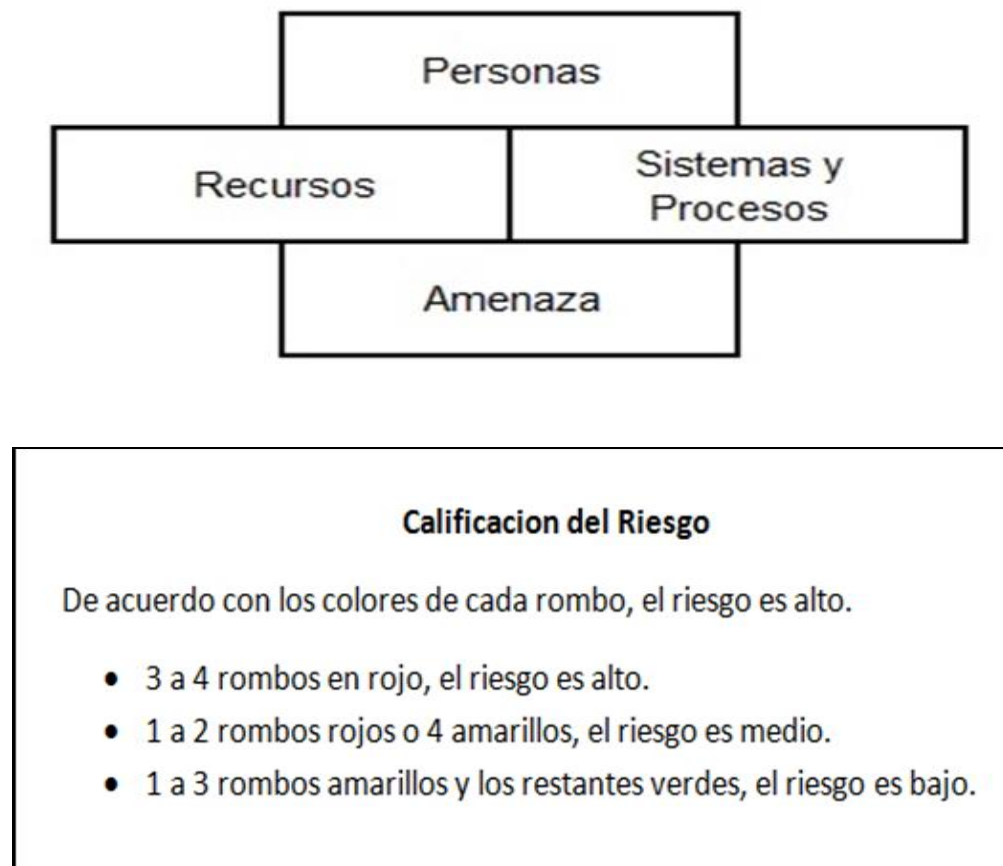 Personas
Recursos
Sistemas y
Procesos
Amenaza
Calificacion del Riesgo
De acuerdo con los colores de cada rombo, el riesgo es alto.
• 3 a 4 rombos en rojo, el riesgo es alto.
• 1 a 2 rombos rojos o 4 amarillos, el riesgo es medio.
• 1 a 3 rombos amarillos y los restantes verdes, el riesgo es bajo.